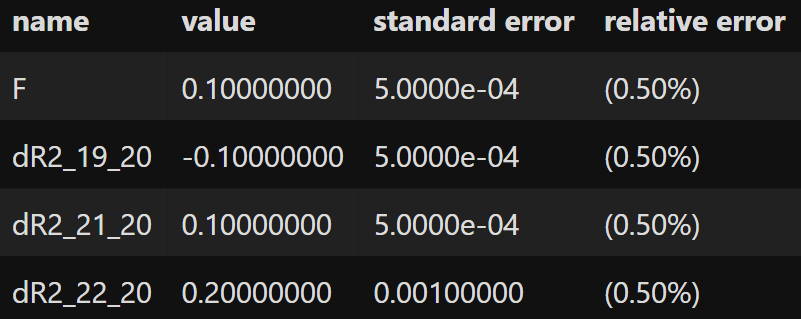 name value standard error relative error
F 0.10000000 5.0000e-04 (0.50%)
dR2_19_20 -0.10000000 5.0000e-04 (0.50%)
dR2_21_20 0.10000000 5.0000e-04 (0.50%)
dR2_22_20 0.20000000 0.00100000 (0.50%)